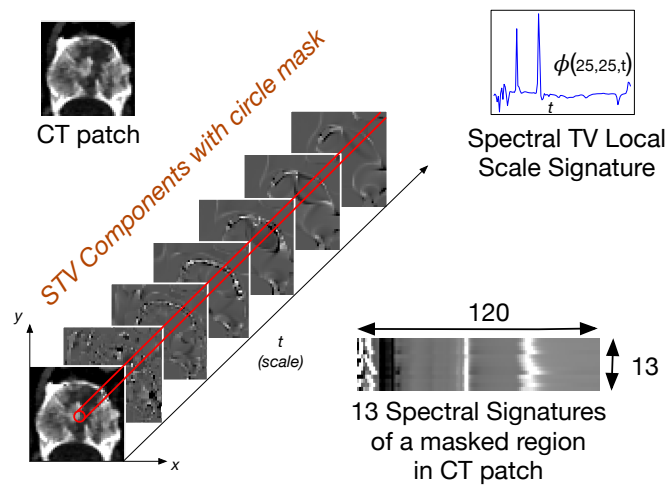 CT patch
STV Components with circle mask
ϕ(25,25,t)
t
Spectral TV Local
Scale Signature
y
t
(scale)
x
120
13
13 Spectral Signatures
of a masked region
in CT patch